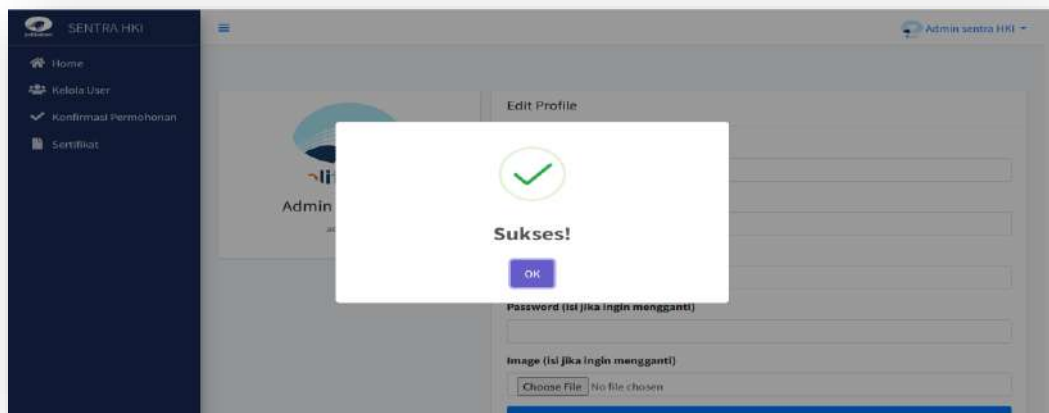 SENTRA HKI
Admin sentra HKI
Home
Kelola User
Konfirmasi Permohonan
Sertifikat
Edit Profile
Admin
Sukses!
OK
Password (isi jika ingin mengganti)
Image (isi jika ingin mengganti)
Choose File No file chosen